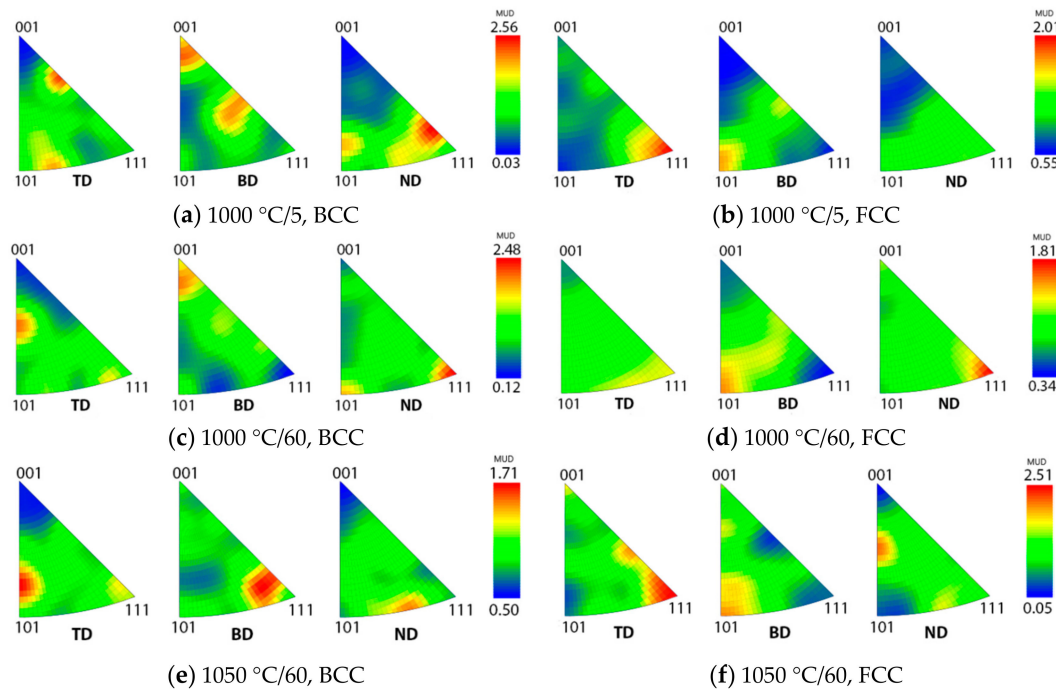 MUD MUD
001 001 001 2.56 001 001 001 2.01
111 111 111 0.03 111 111 111 0.55
101 TD 101 BD 101 ND 101 TD 101 BD 101 ND
(a) 1000 °C/5, BCC (b) 1000 °C/5, FCC
MUD MUD
001 001 001 2.48 001 001 001 1.81
111 111 111 0.12 111 111 111 0.34
101 TD 101 BD 101 ND 101 TD 101 BD 101 ND
(c) 1000 °C/60, BCC (d) 1000 °C/60, FCC
MUD MUD
001 001 001 1.71 001 001 001 2.51
111 111 111 0.50 111 111 111 0.05
101 TD 101 BD 101 ND 101 TD 101 BD 101 ND
(e) 1050 °C/60, BCC (f) 1050 °C/60, FCC